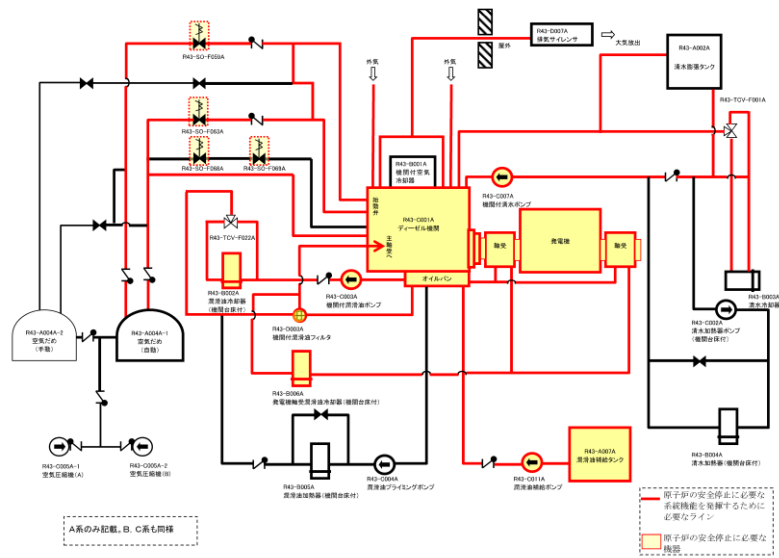 R43-D007A
排気サイレンサ
大気放出
屋外
外気
外気
R43-A002A
清水膨張タンク
R43-SO-F059A
R43-TCV-F001A
R43-SO-F063A
R43-SO-F068A
R43-SO-F069A
R43-B001A
機関付空気
冷却器
R43-C007A
機関付清水ポンプ
始動弁
R43-C001A
ディーゼル機関
主軸受へ
軸受
発電機
軸受
R43-TCV-F022A
オイルパン
R43-B002A
潤滑油冷却器
(機関台床付)
R43-C003A
機関付潤滑油ポンプ
R43-B003A
清水冷却器
R43-D003A
機関付潤滑油フィルタ
R43-C002A
清水加熱器ポンプ
(機関台床付)
R43-A004A-2
空気だめ
(手動)
R43-A004A-1
空気だめ
(自動)
R43-B006A
発電機軸受潤滑油冷却器(機関台床付)
R43-A007A
潤滑油補給タンク
R43-B004A
清水加熱器(機関台床付)
R43-C005A-1
空気圧縮機(A)
R43-C005A-2
空気圧縮機(B)
R43-B005A
潤滑油加熱器(機関台床付)
R43-C004A
潤滑油プライミングポンプ
R43-C011A
潤滑油補給ポンプ
A系のみ記載。B, C系も同様
原子炉の安全停止に必要な
系統機能を発揮するために
必要なライン
原子炉の安全停止に必要な
機器